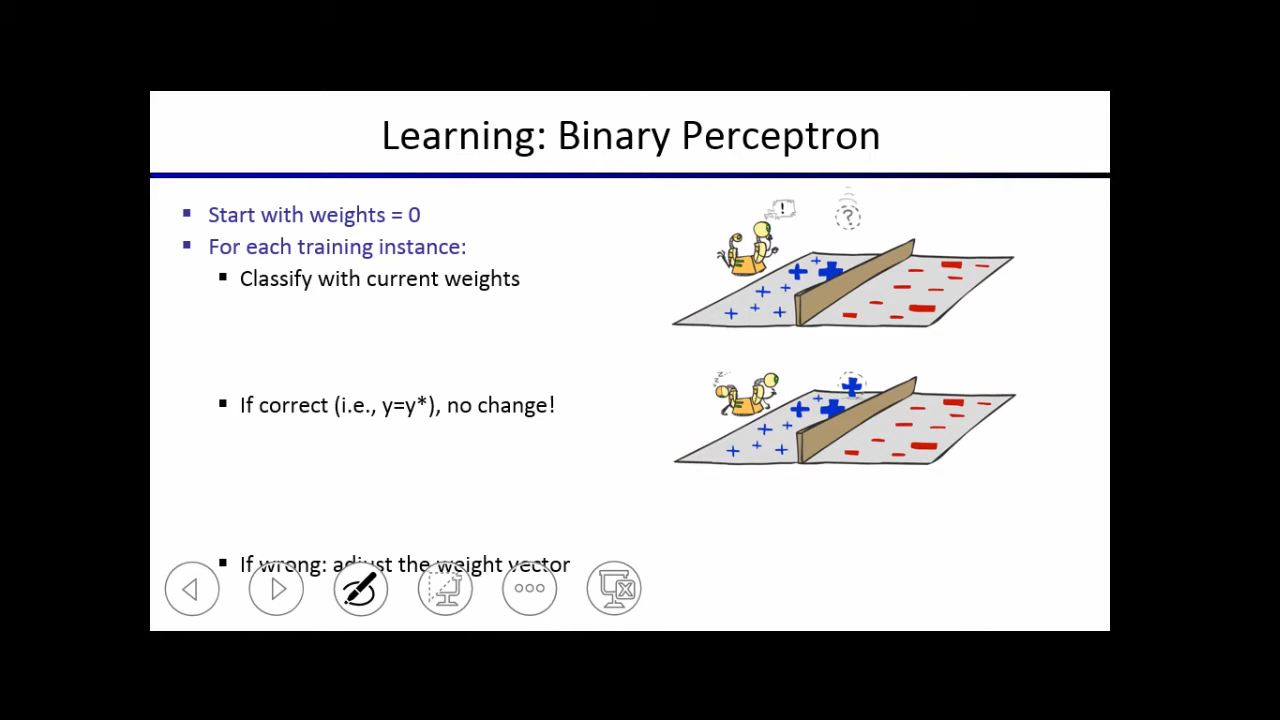 Learning: Binary Perceptron
Start with weights = 0
For each training instance:
Classify with current weights
!
?
If correct (i.e., y=y*), no change!
z
z
If wrong: adjust the weight vector